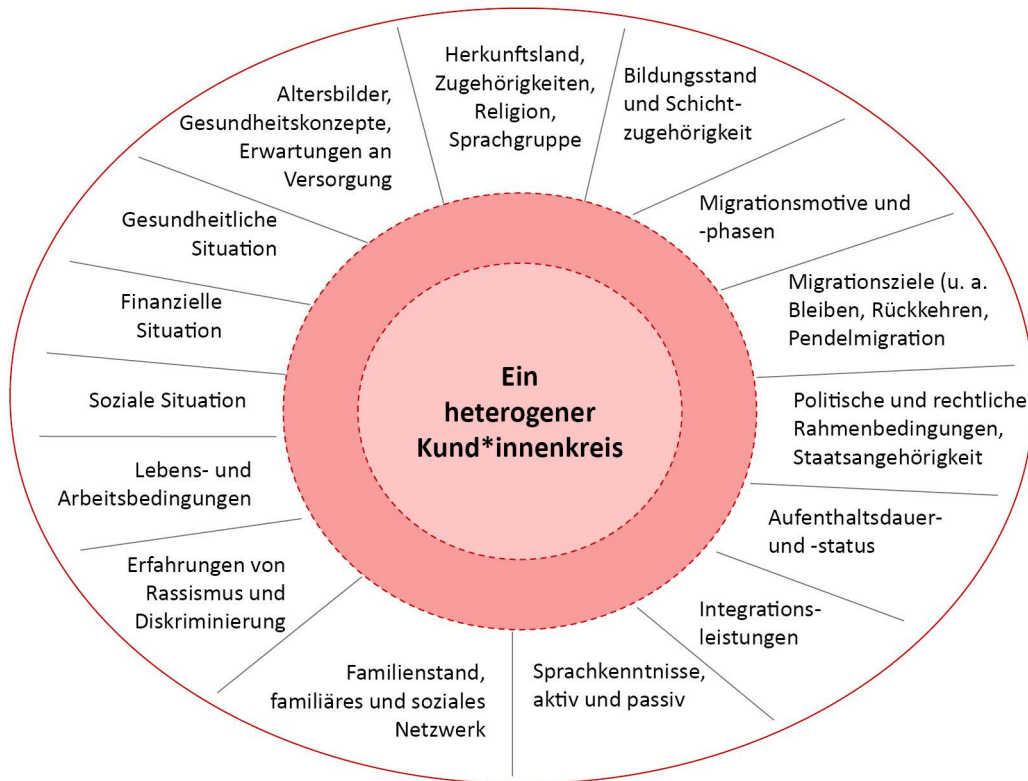 Herkunftsland,
Zugehörigkeiten,
Religion,
Sprachgruppe
Bildungsstand
und Schicht-
zugehörigkeit
Migrationsmotive und
-phasen
Migrationsziele (u. a.
Bleiben, Rückkehren,
Pendelmigration
Politische und rechtliche
Rahmenbedingungen,
Staatsangehörigkeit
Aufenthaltsdauer-
und -status
Integrations-
leistungen
Sprachkenntnisse,
aktiv und passiv
Familienstand,
familiäres und soziales
Netzwerk
Erfahrungen von
Rassismus und
Diskriminierung
Lebens- und
Arbeitsbedingungen
Soziale Situation
Finanzielle
Situation
Gesundheitliche
Situation
Altersbilder,
Gesundheitskonzepte,
Erwartungen an
Versorgung
Ein
heterogener
Kund*innenkreis